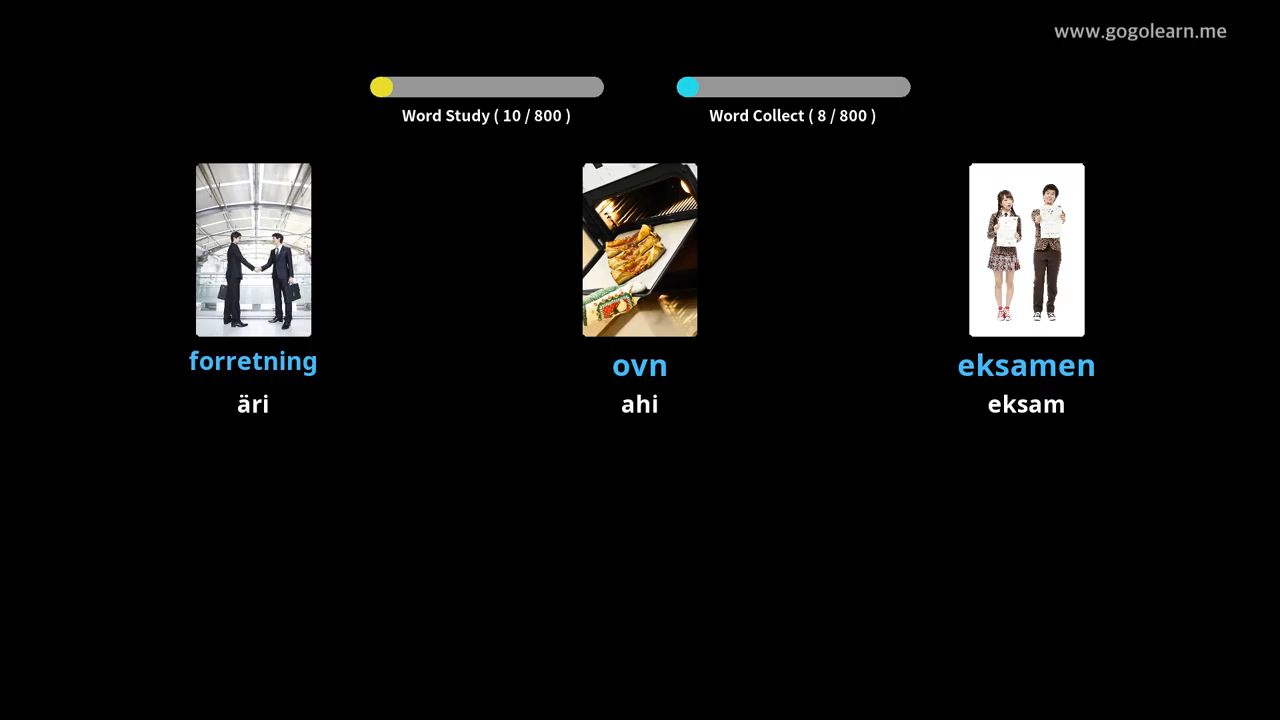 www.gogolearn.me
Word Study ( 10 / 800 )
Word Collect ( 8 / 800 )
forretning
ovn
eksamen
äri
ahi
eksam